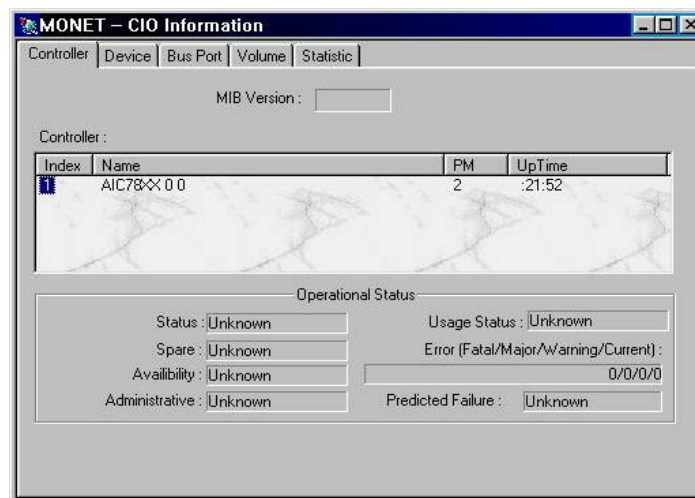 MONET – CIO Information
Controller Device Bus Port Volume Statistic
MIB Version :
Controller :
Index Name PM UpTime
1 AIC78XX 0 0 2 :21:52
Operational Status
Status : Unknown Usage Status : Unknown
Spare : Unknown Error (Fatal/Major/Warning/Current) :
Availibility : Unknown 0/0/0/0
Administrative : Unknown Predicted Failure : Unknown